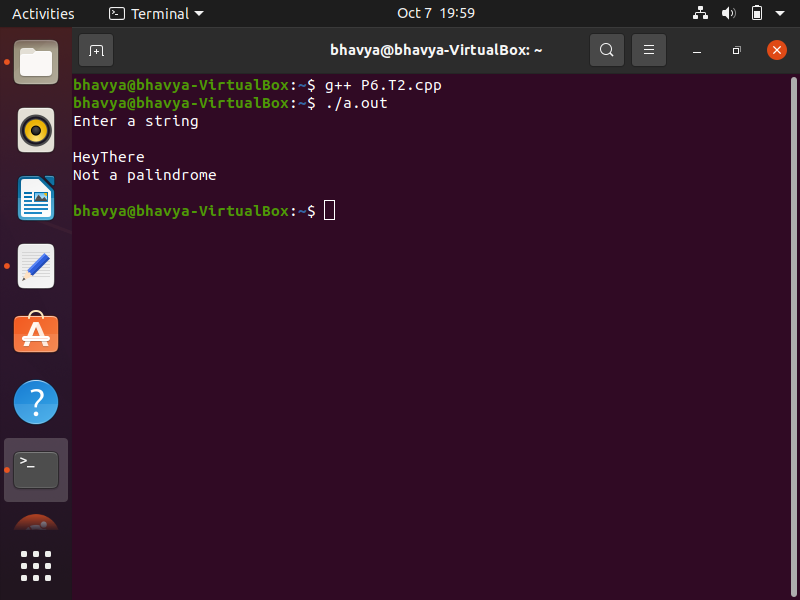 Activities
Terminal
Oct 7 19:59
bhavya@bhavya-VirtualBox: ~
bhavya@bhavya-VirtualBox:~$ g++ P6.T2.cpp
bhavya@bhavya-VirtualBox:~$ ./a.out
Enter a string
HeyThere
Not a palindrome
bhavya@bhavya-VirtualBox:~$